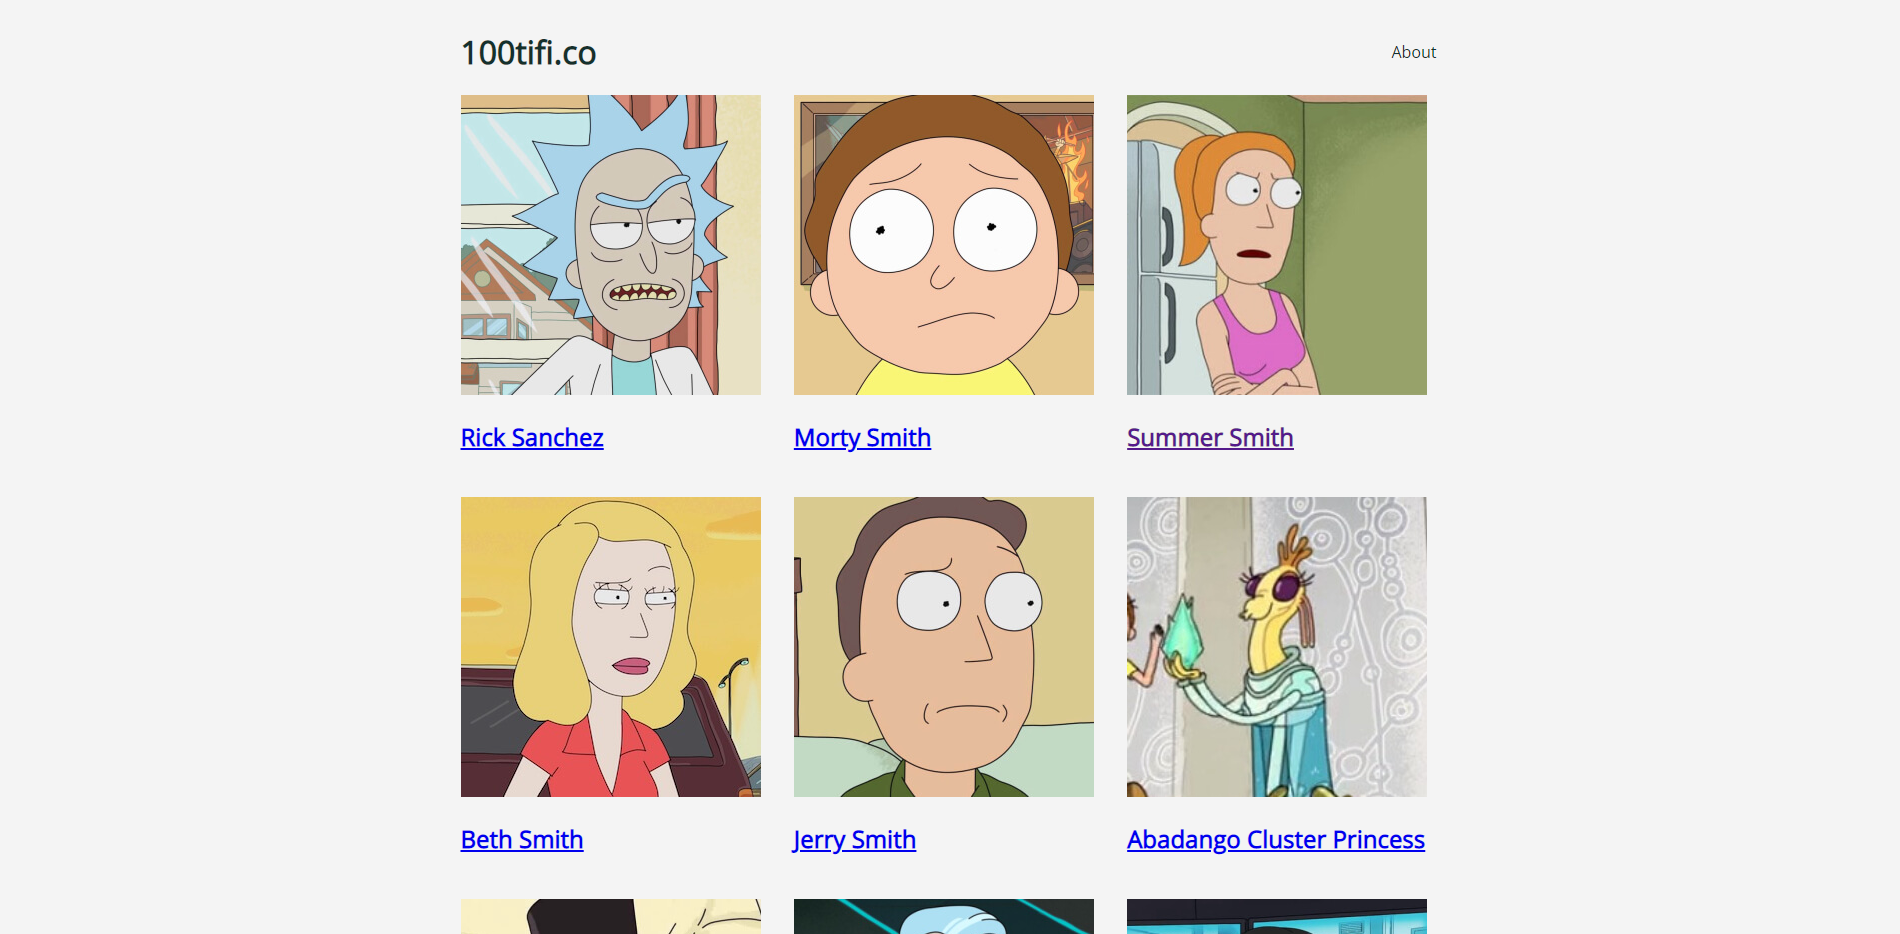 100tifi.co
About
Rick Sanchez
Morty Smith
Summer Smith
Beth Smith
Jerry Smith
Abadango Cluster Princess